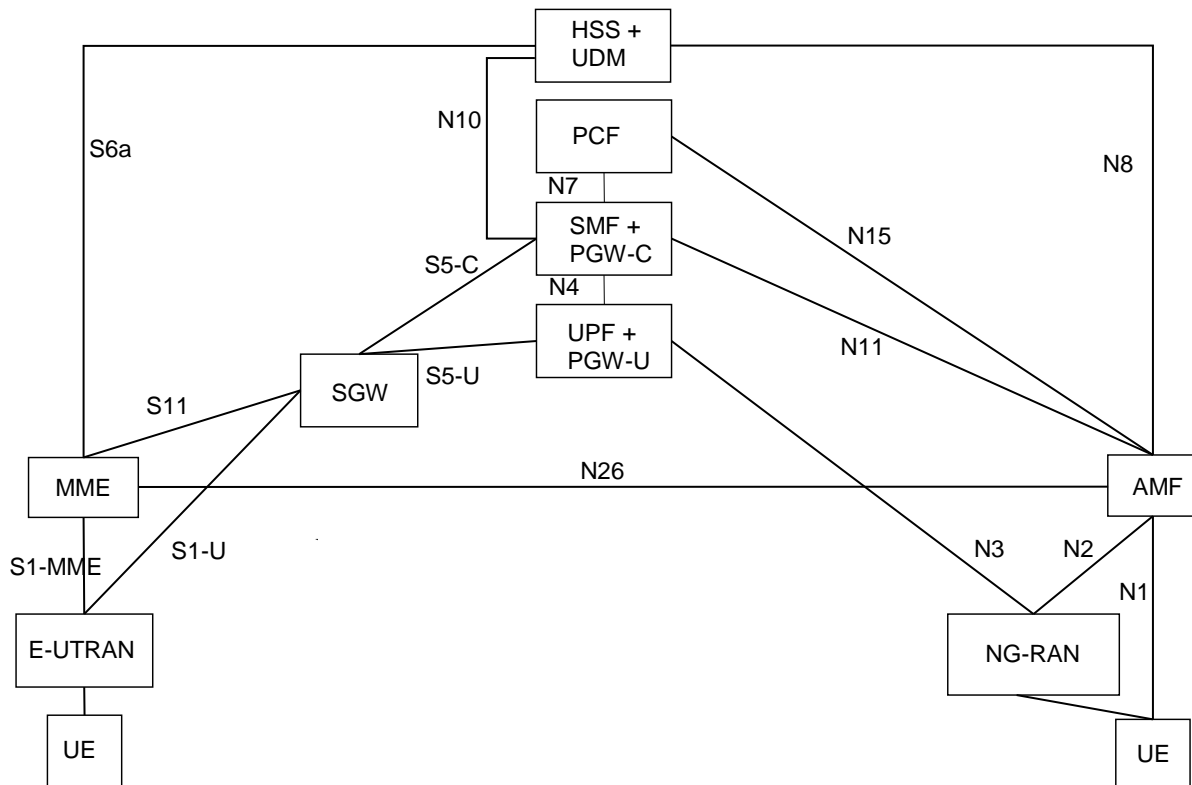 HSS +
UDM
N10
PCF
S6a
N8
N7
SMF +
PGW-C
N15
S5-C
N4
UPF +
PGW-U
N11
S5-U
SGW
S11
N26
MME
AMF
S1-U
N3
N2
S1-MME
N1
E-UTRAN
NG-RAN
UE
UE